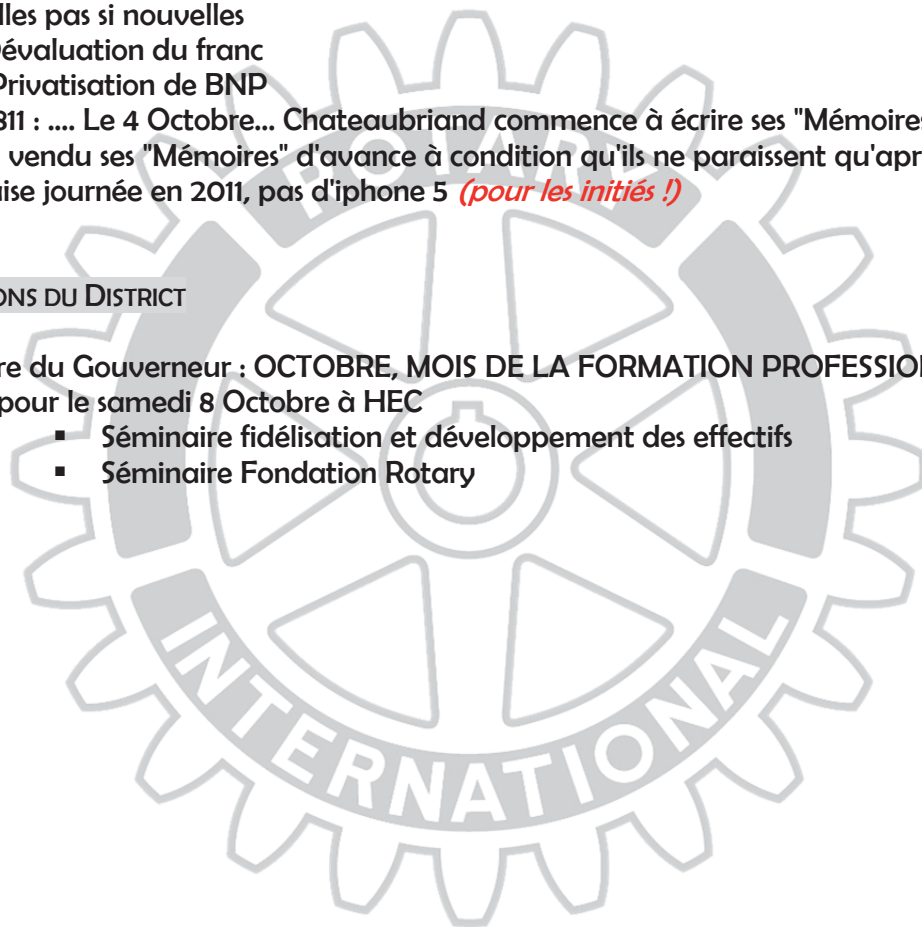 lles pas si nouvelles
évaluation du franc
Privatisation de BNP
811 : .... Le 4 Octobre... Chateaubriand commence à écrire ses "Mémoires
vendu ses "Mémoires" d'avance à condition qu'ils ne paraissent qu'apr
ise journée en 2011, pas d'iphone 5 (pour les initiés !)
ONS DU DISTRICT
re du Gouverneur : OCTOBRE, MOIS DE LA FORMATION PROFESSIO
pour le samedi 8 Octobre à HEC
▪ Séminaire fidélisation et développement des effectifs
▪ Séminaire Fondation Rotary
ROTARY
INTERNATIONAL